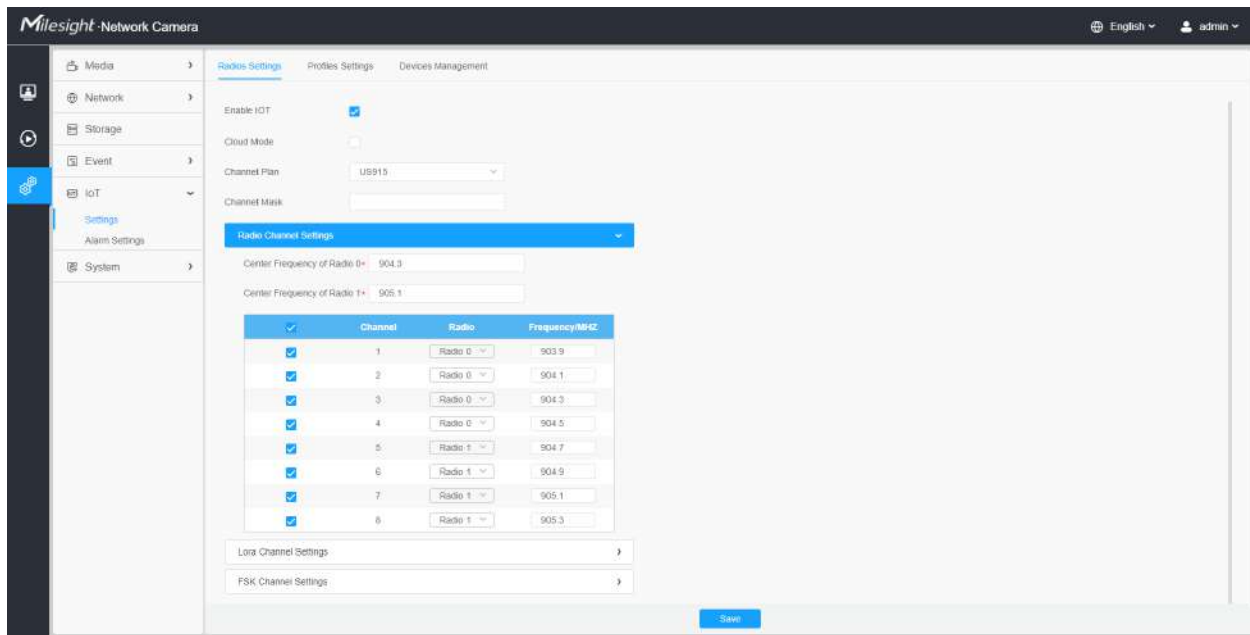 Milesight · Network Camera
English
admin
Media
Network
Storage
Event
IoT
Settings
Alarm Settings
System
Radios Settings Profiles Settings Devices Management
Enable IOT
Cloud Mode
Channel Plan US915
Channel Mask
Radio Channel Settings
Center Frequency of Radio 0* 904.3
Center Frequency of Radio 1* 905.1
Channel Radio Frequency/MHZ
1 Radio 0 903.9
2 Radio 0 904.1
3 Radio 0 904.3
4 Radio 0 904.5
5 Radio 1 904.7
6 Radio 1 904.9
7 Radio 1 905.1
8 Radio 1 905.3
Lora Channel Settings
FSK Channel Settings
Save